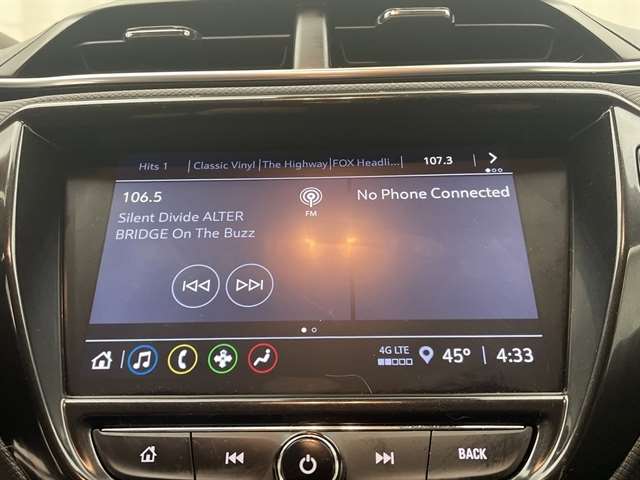 Hits 1 | Classic Vinyl | The Highway | FOX Headli... | 107.3
106.5
FM
No Phone Connected
Silent Divide ALTER
BRIDGE On The Buzz
4G LTE
45° | 4:33
BACK